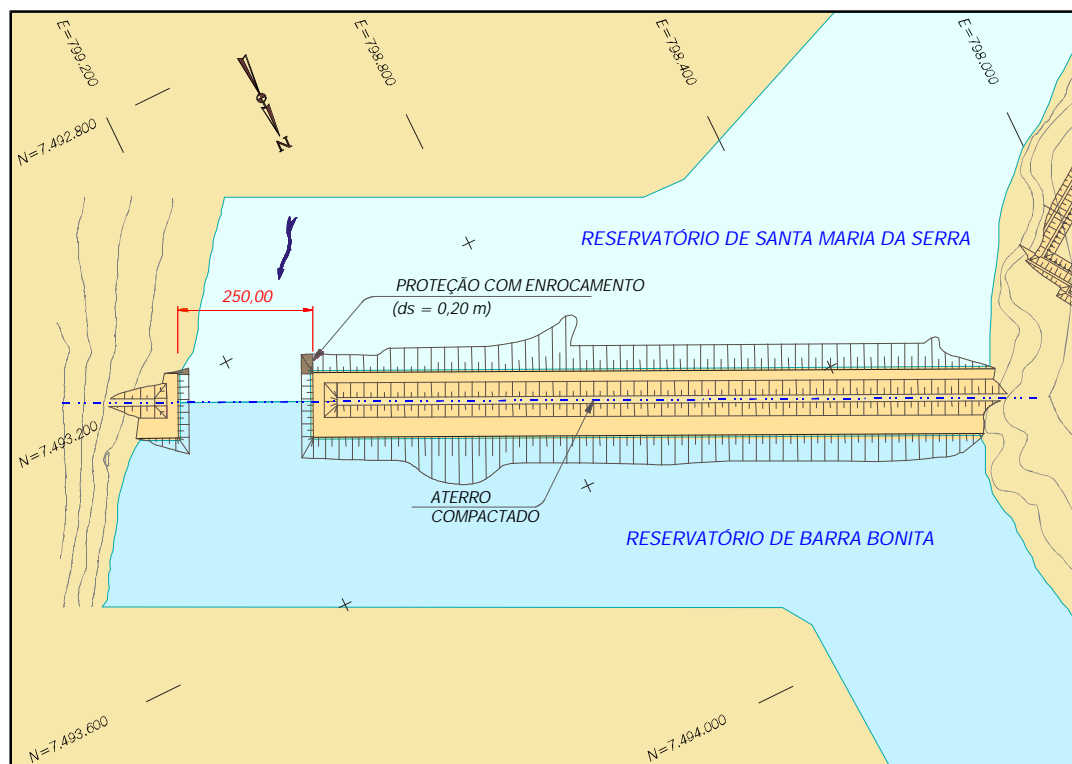 E=799.200
E=798.800
E=798.400
E=798.000
N=7.492.800
N
RESERVATÓRIO DE SANTA MARIA DA SERRA
PROTEÇÃO COM ENROCAMENTO
(ds = 0,20 m)
250,00
N=7.493.200
ATERRO
COMPACTADO
RESERVATÓRIO DE BARRA BONITA
N=7.493.600
N=7.494.000